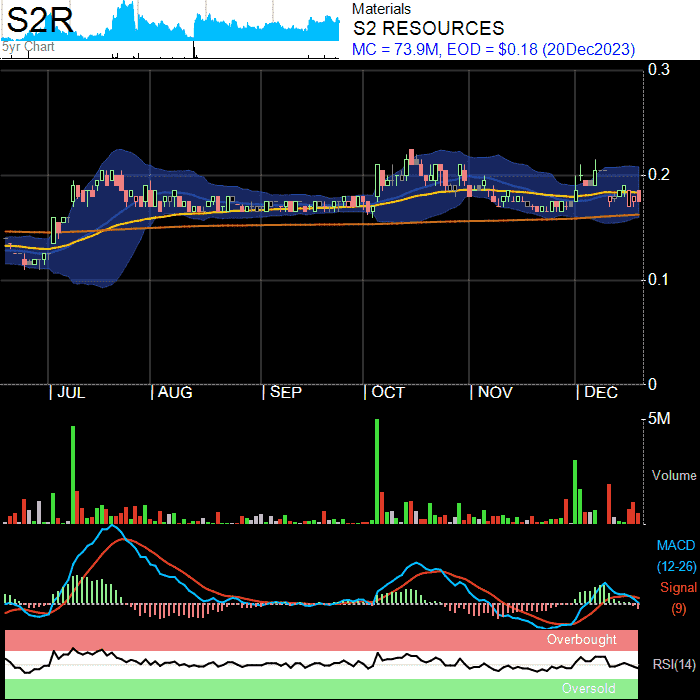 S2R
5yr Chart
Materials
S2 RESOURCES
MC = 73.9M, EOD = $0.18 (20Dec2023)
0.3
0.2
0.1
0
| JUL | AUG | SEP | OCT | NOV | DEC
5M
Volume
MACD
(12-26)
Signal
(9)
Overbought
RSI(14)
Oversold